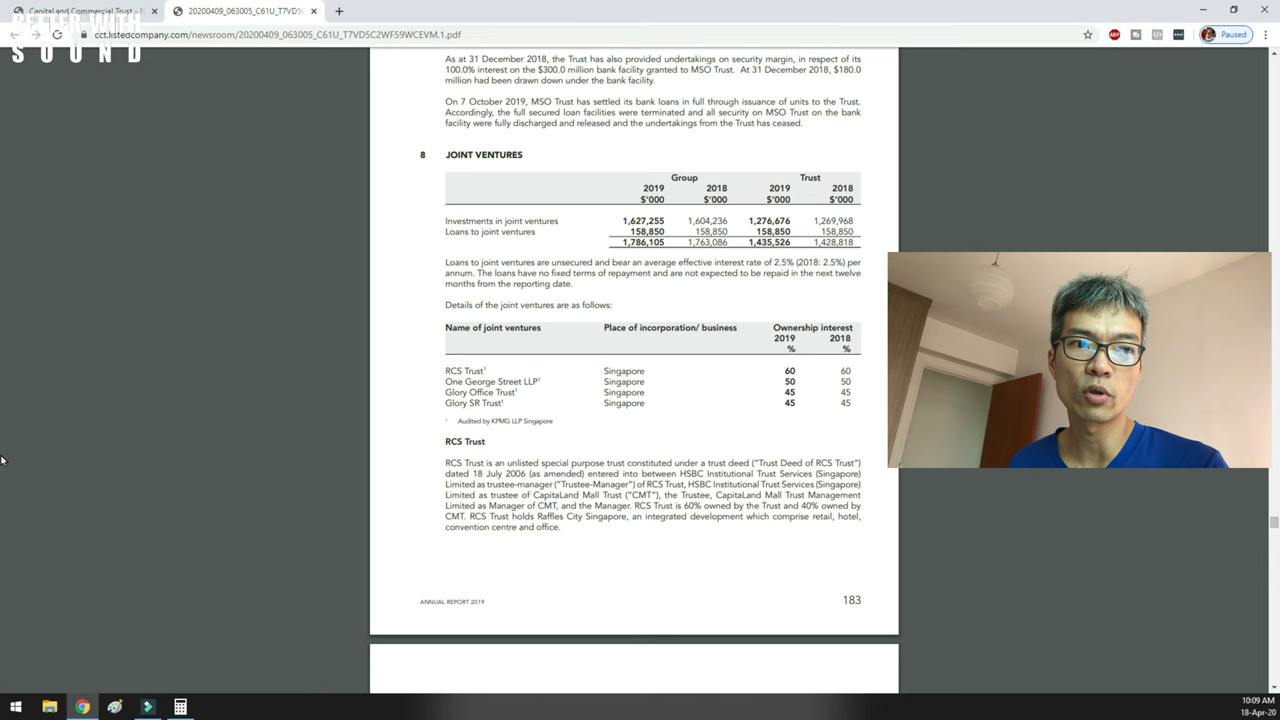 CapitaLand Commercial Trust - N
20200409_063005_C61U_T7VD5C
BETTER WITH
SOUND
cct.listedcompany.com/newsroom/20200409_063005_C61U_T7VD5C2WF59WCEVM.1.pdf
ABP
Paused
As at 31 December 2018, the Trust has also provided undertakings on security margin, in respect of its
100.0% interest on the $300.0 million bank facility granted to MSO Trust. At 31 December 2018, $180.0
million had been drawn down under the bank facility.
On 7 October 2019, MSO Trust has settled its bank loans in full through issuance of units to the Trust.
Accordingly, the full secured loan facilities were terminated and all security on MSO Trust on the bank
facility were fully discharged and released and the undertakings from the Trust has ceased.
8 JOINT VENTURES
Group Trust
2019 2018 2019 2018
$'000 $'000 $'000 $'000
Investments in joint ventures 1,627,255 1,604,236 1,276,676 1,269,968
Loans to joint ventures 158,850 158,850 158,850 158,850
1,786,105 1,763,086 1,435,526 1,428,818
Loans to joint ventures are unsecured and bear an average effective interest rate of 2.5% (2018: 2.5%) per
annum. The loans have no fixed terms of repayment and are not expected to be repaid in the next twelve
months from the reporting date.
Details of the joint ventures are as follows:
Name of joint ventures Place of incorporation/ business Ownership interest
2019 2018
% %
RCS Trust¹ Singapore 60 60
One George Street LLP¹ Singapore 50 50
Glory Office Trust¹ Singapore 45 45
Glory SR Trust¹ Singapore 45 45
¹ Audited by KPMG LLP Singapore
RCS Trust
RCS Trust is an unlisted special purpose trust constituted under a trust deed ("Trust Deed of RCS Trust")
dated 18 July 2006 (as amended) entered into between HSBC Institutional Trust Services (Singapore)
Limited as trustee-manager ("Trustee-Manager") of RCS Trust, HSBC Institutional Trust Services (Singapore)
Limited as trustee of CapitaLand Mall Trust ("CMT"), the Trustee, CapitaLand Mall Trust Management
Limited as Manager of CMT, and the Manager. RCS Trust is 60% owned by the Trust and 40% owned by
CMT. RCS Trust holds Raffles City Singapore, an integrated development which comprise retail, hotel,
convention centre and office.
ANNUAL REPORT 2019 183
10:09 AM
18-Apr-20